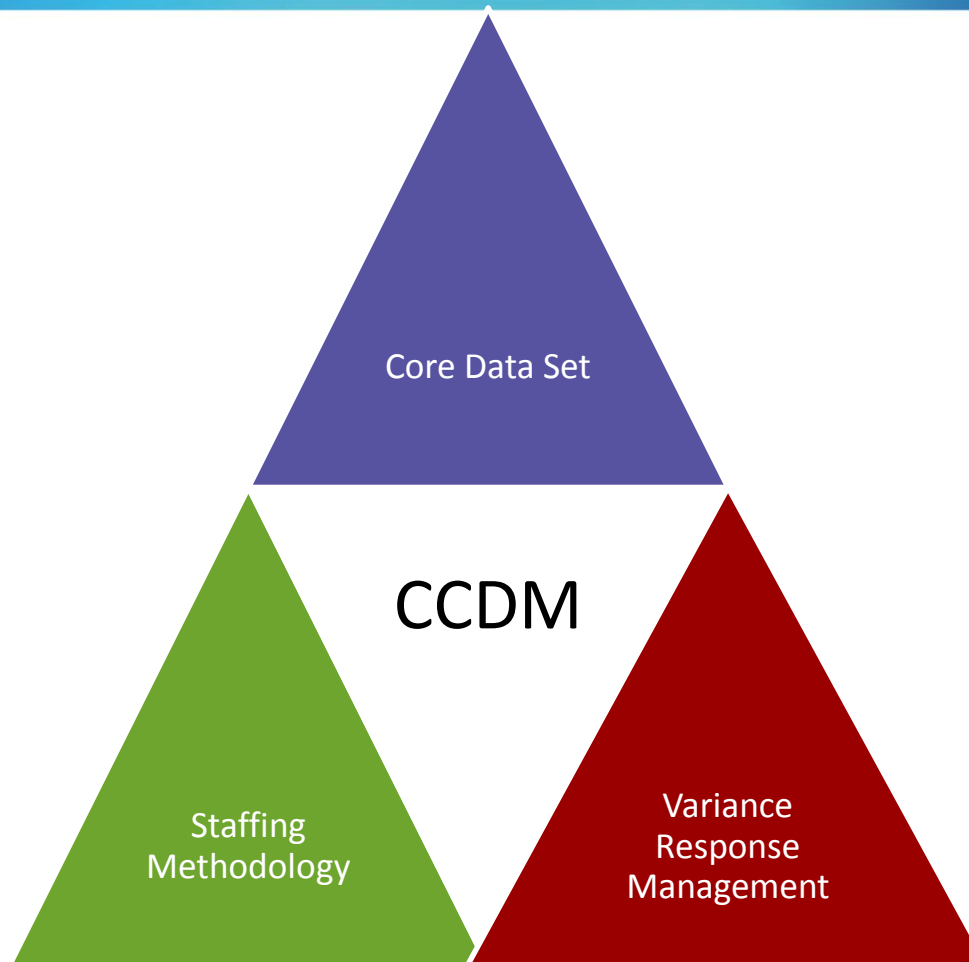 Core Data Set
CCDM
Staffing
Methodology
Variance
Response
Management